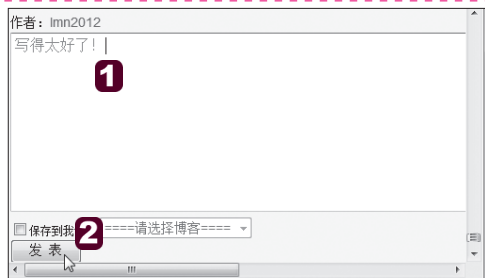 作者：lmn2012
写得太好了！
1
保存到我 2 ====请选择博客====
发 表